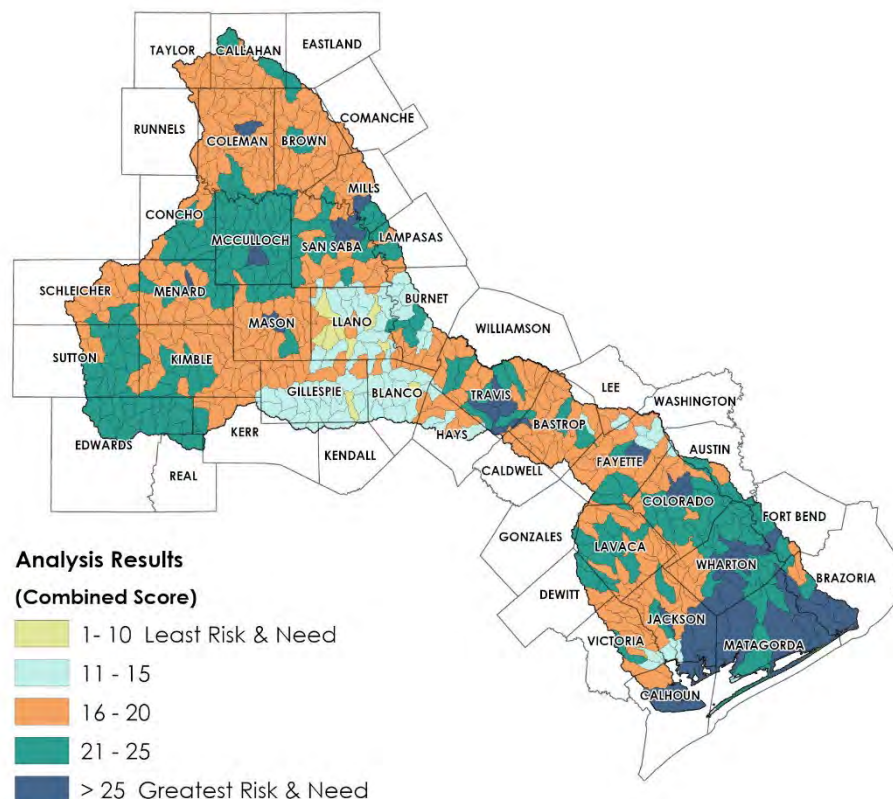 TAYLOR
CALLAHAN
EASTLAND
RUNNELS
COLEMAN
BROWN
COMANCHE
CONCHO
MCCULLOCH
MILLS
SAN SABA
LAMPASAS
SCHLEICHER
MENARD
MASON
LLANO
BURNET
SUTTON
KIMBLE
WILLIAMSON
GILLESPIE
BLANCO
TRAVIS
LEE
EDWARDS
KERR
HAYS
BASTROP
WASHINGTON
REAL
KENDALL
CALDWELL
FAYETTE
AUSTIN
GONZALES
COLORADO
FORT BEND
LAVACA
WHARTON
BRAZORIA
DEWITT
JACKSON
VICTORIA
MATAGORDA
CALHOUN
Analysis Results
(Combined Score)
1- 10 Least Risk & Need
11 - 15
16 - 20
21 - 25
> 25 Greatest Risk & Need